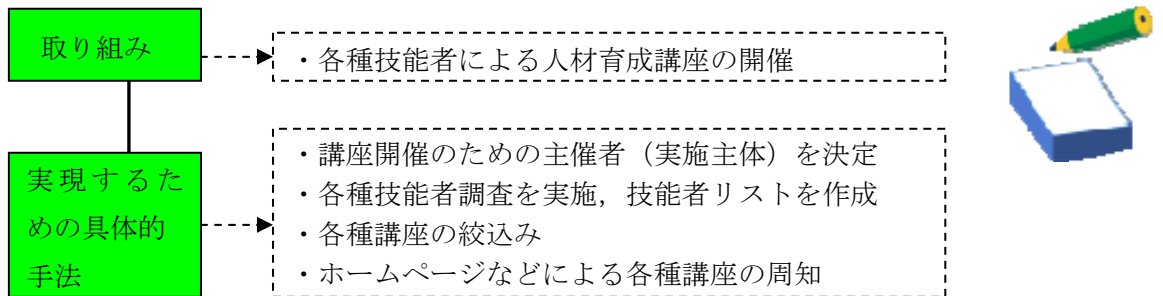 取り組み
・各種技能者による人材育成講座の開催
実現するた
めの具体的
手法
・講座開催のための主催者（実施主体）を決定
・各種技能者調査を実施，技能者リストを作成
・各種講座の絞込み
・ホームページなどによる各種講座の周知